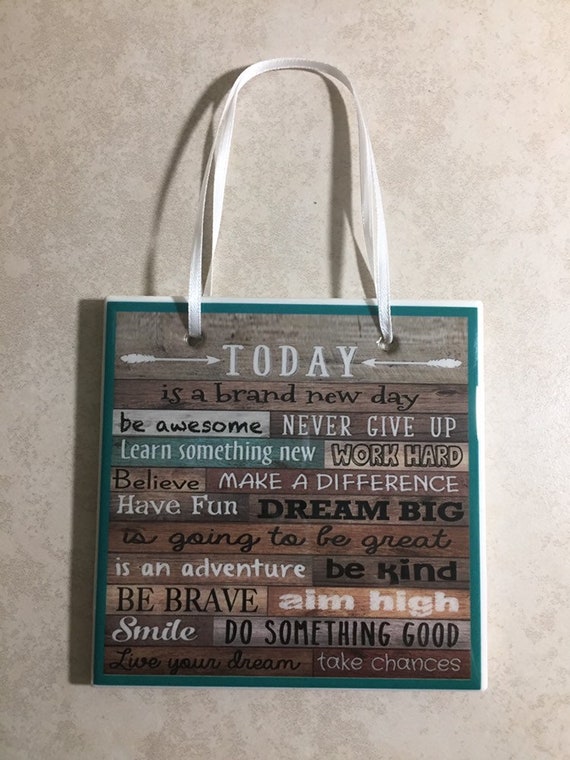 TODAY
is a brand new day
be awesome NEVER GIVE UP
Learn something new WORK HARD
Believe MAKE A DIFFERENCE
Have Fun DREAM BIG
is going to be great
is an adventure be kind
BE BRAVE aim high
Smile DO SOMETHING GOOD
Live your dream take chances